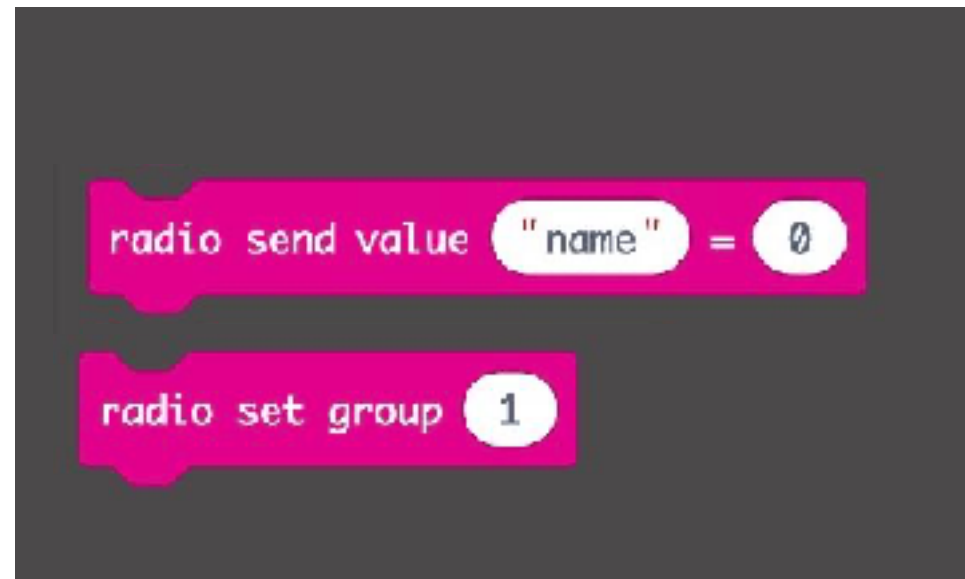 radio send value "name" = 0
radio set group 1